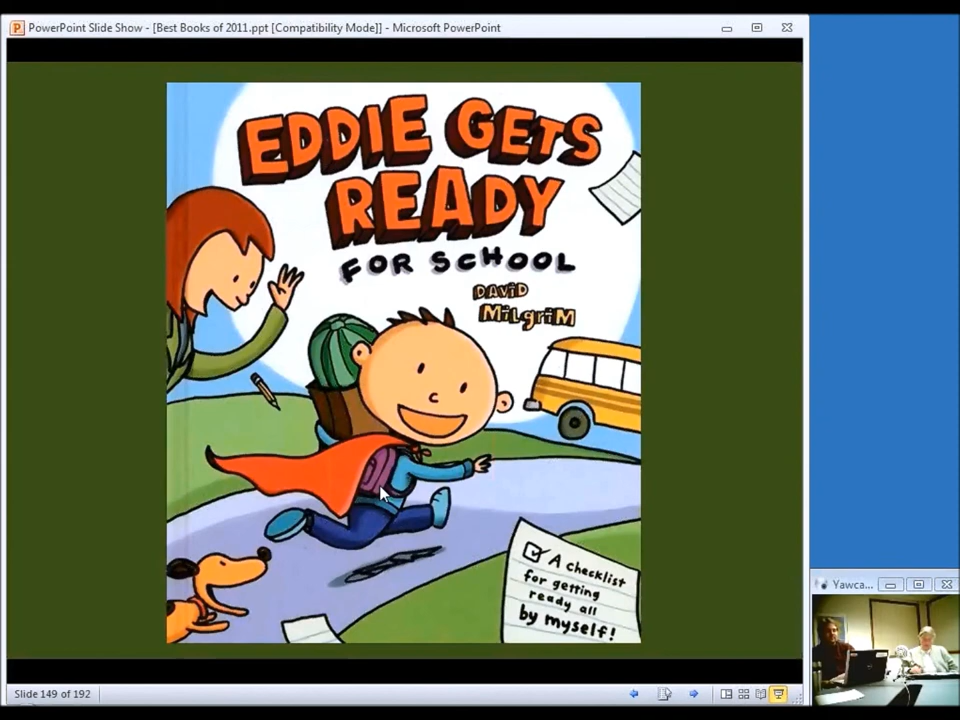 PowerPoint Slide Show - [Best Books of 2011.ppt [Compatibility Mode]] - Microsoft PowerPoint
EDDIE GETS
READY
FOR SCHOOL
DAViD
MiLgriM
A checklist
for getting
ready all
by myself!
Yawca...
Slide 149 of 192